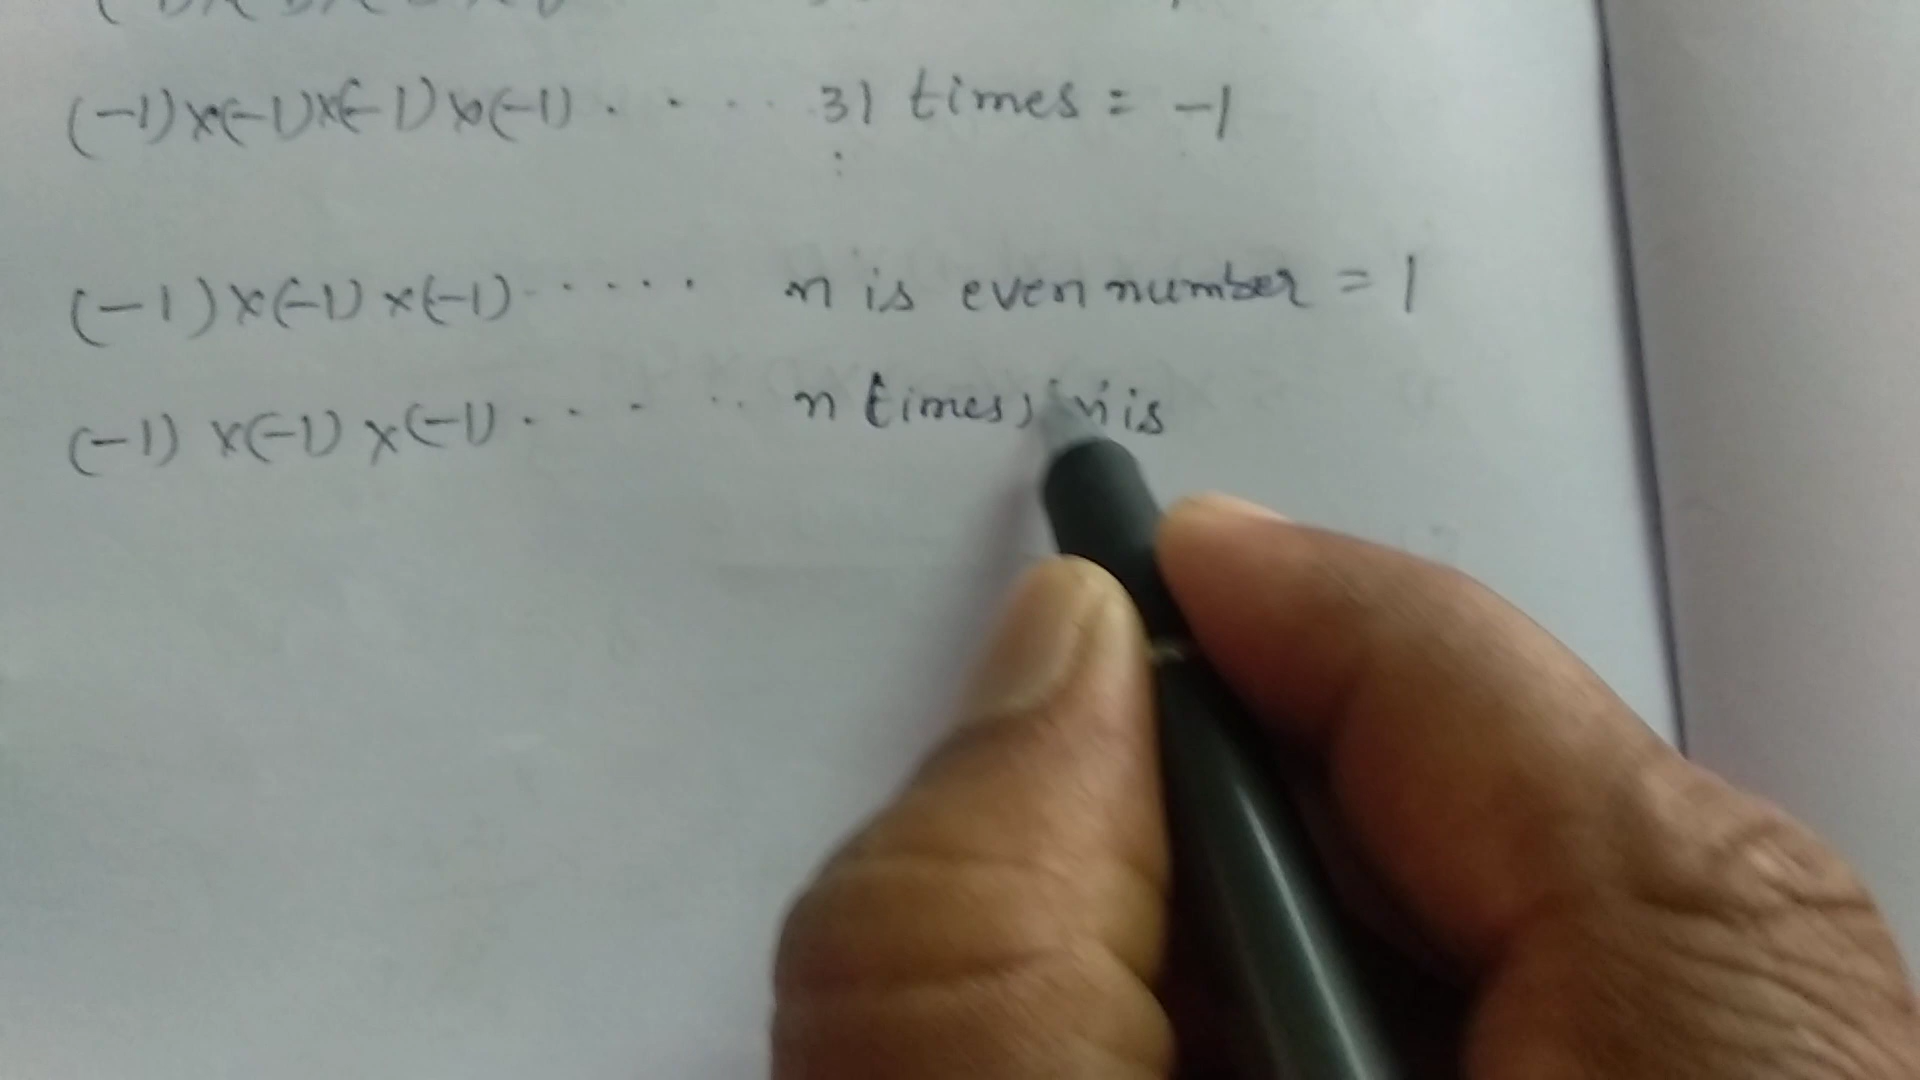 (-1)×(-1)×(-1)×(-1) . . . . . 31 times = -1
(-1)×(-1)×(-1) . . . . . n is even number = 1
(-1)×(-1)×(-1) . . . . . n times, n is